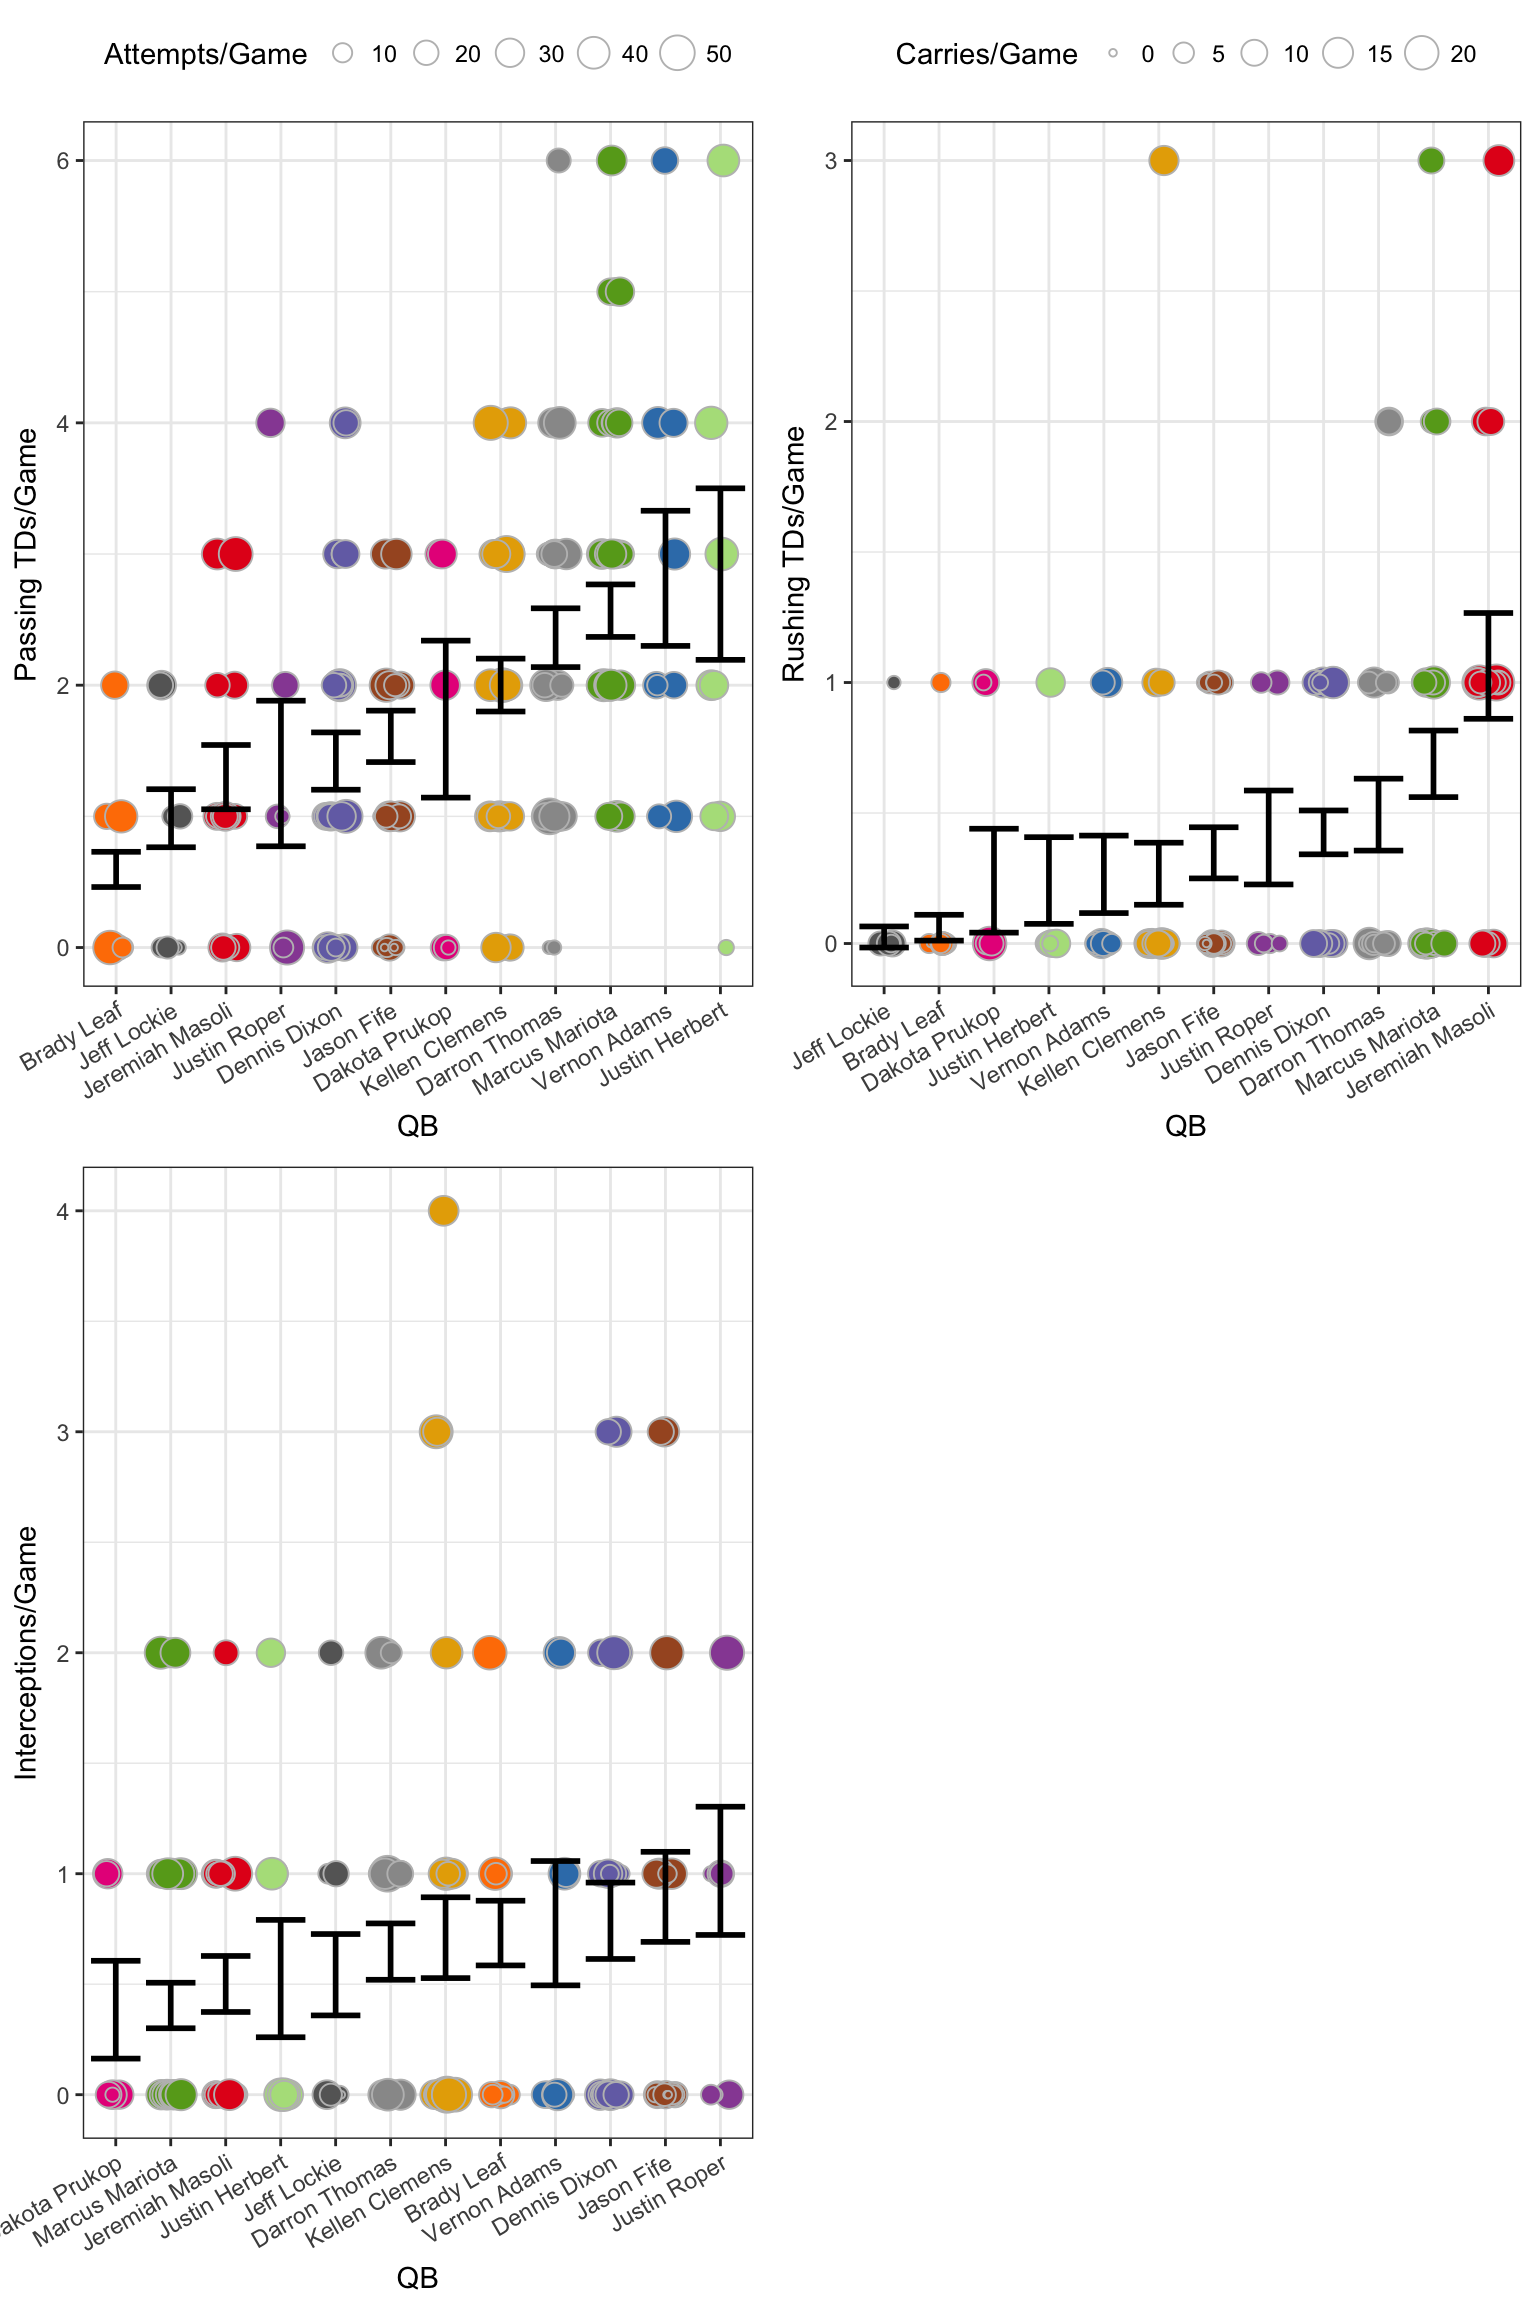 Attempts/Game 10 20 30 40 50
Passing TDs/Game
6
4
2
0
Brady Leaf
Jeff Lockie
Jeremiah Masoli
Justin Roper
Dennis Dixon
Jason Fife
Dakota Prukop
Kellen Clemens
Darron Thomas
Marcus Mariota
Vernon Adams
Justin Herbert
QB
Carries/Game 0 5 10 15 20
Rushing TDs/Game
3
2
1
0
Jeff Lockie
Brady Leaf
Dakota Prukop
Justin Herbert
Vernon Adams
Kellen Clemens
Jason Fife
Justin Roper
Dennis Dixon
Darron Thomas
Marcus Mariota
Jeremiah Masoli
QB
Interceptions/Game
4
3
2
1
0
akota Prukop
Marcus Mariota
Jeremiah Masoli
Justin Herbert
Jeff Lockie
Darron Thomas
Kellen Clemens
Brady Leaf
Vernon Adams
Dennis Dixon
Jason Fife
Justin Roper
QB